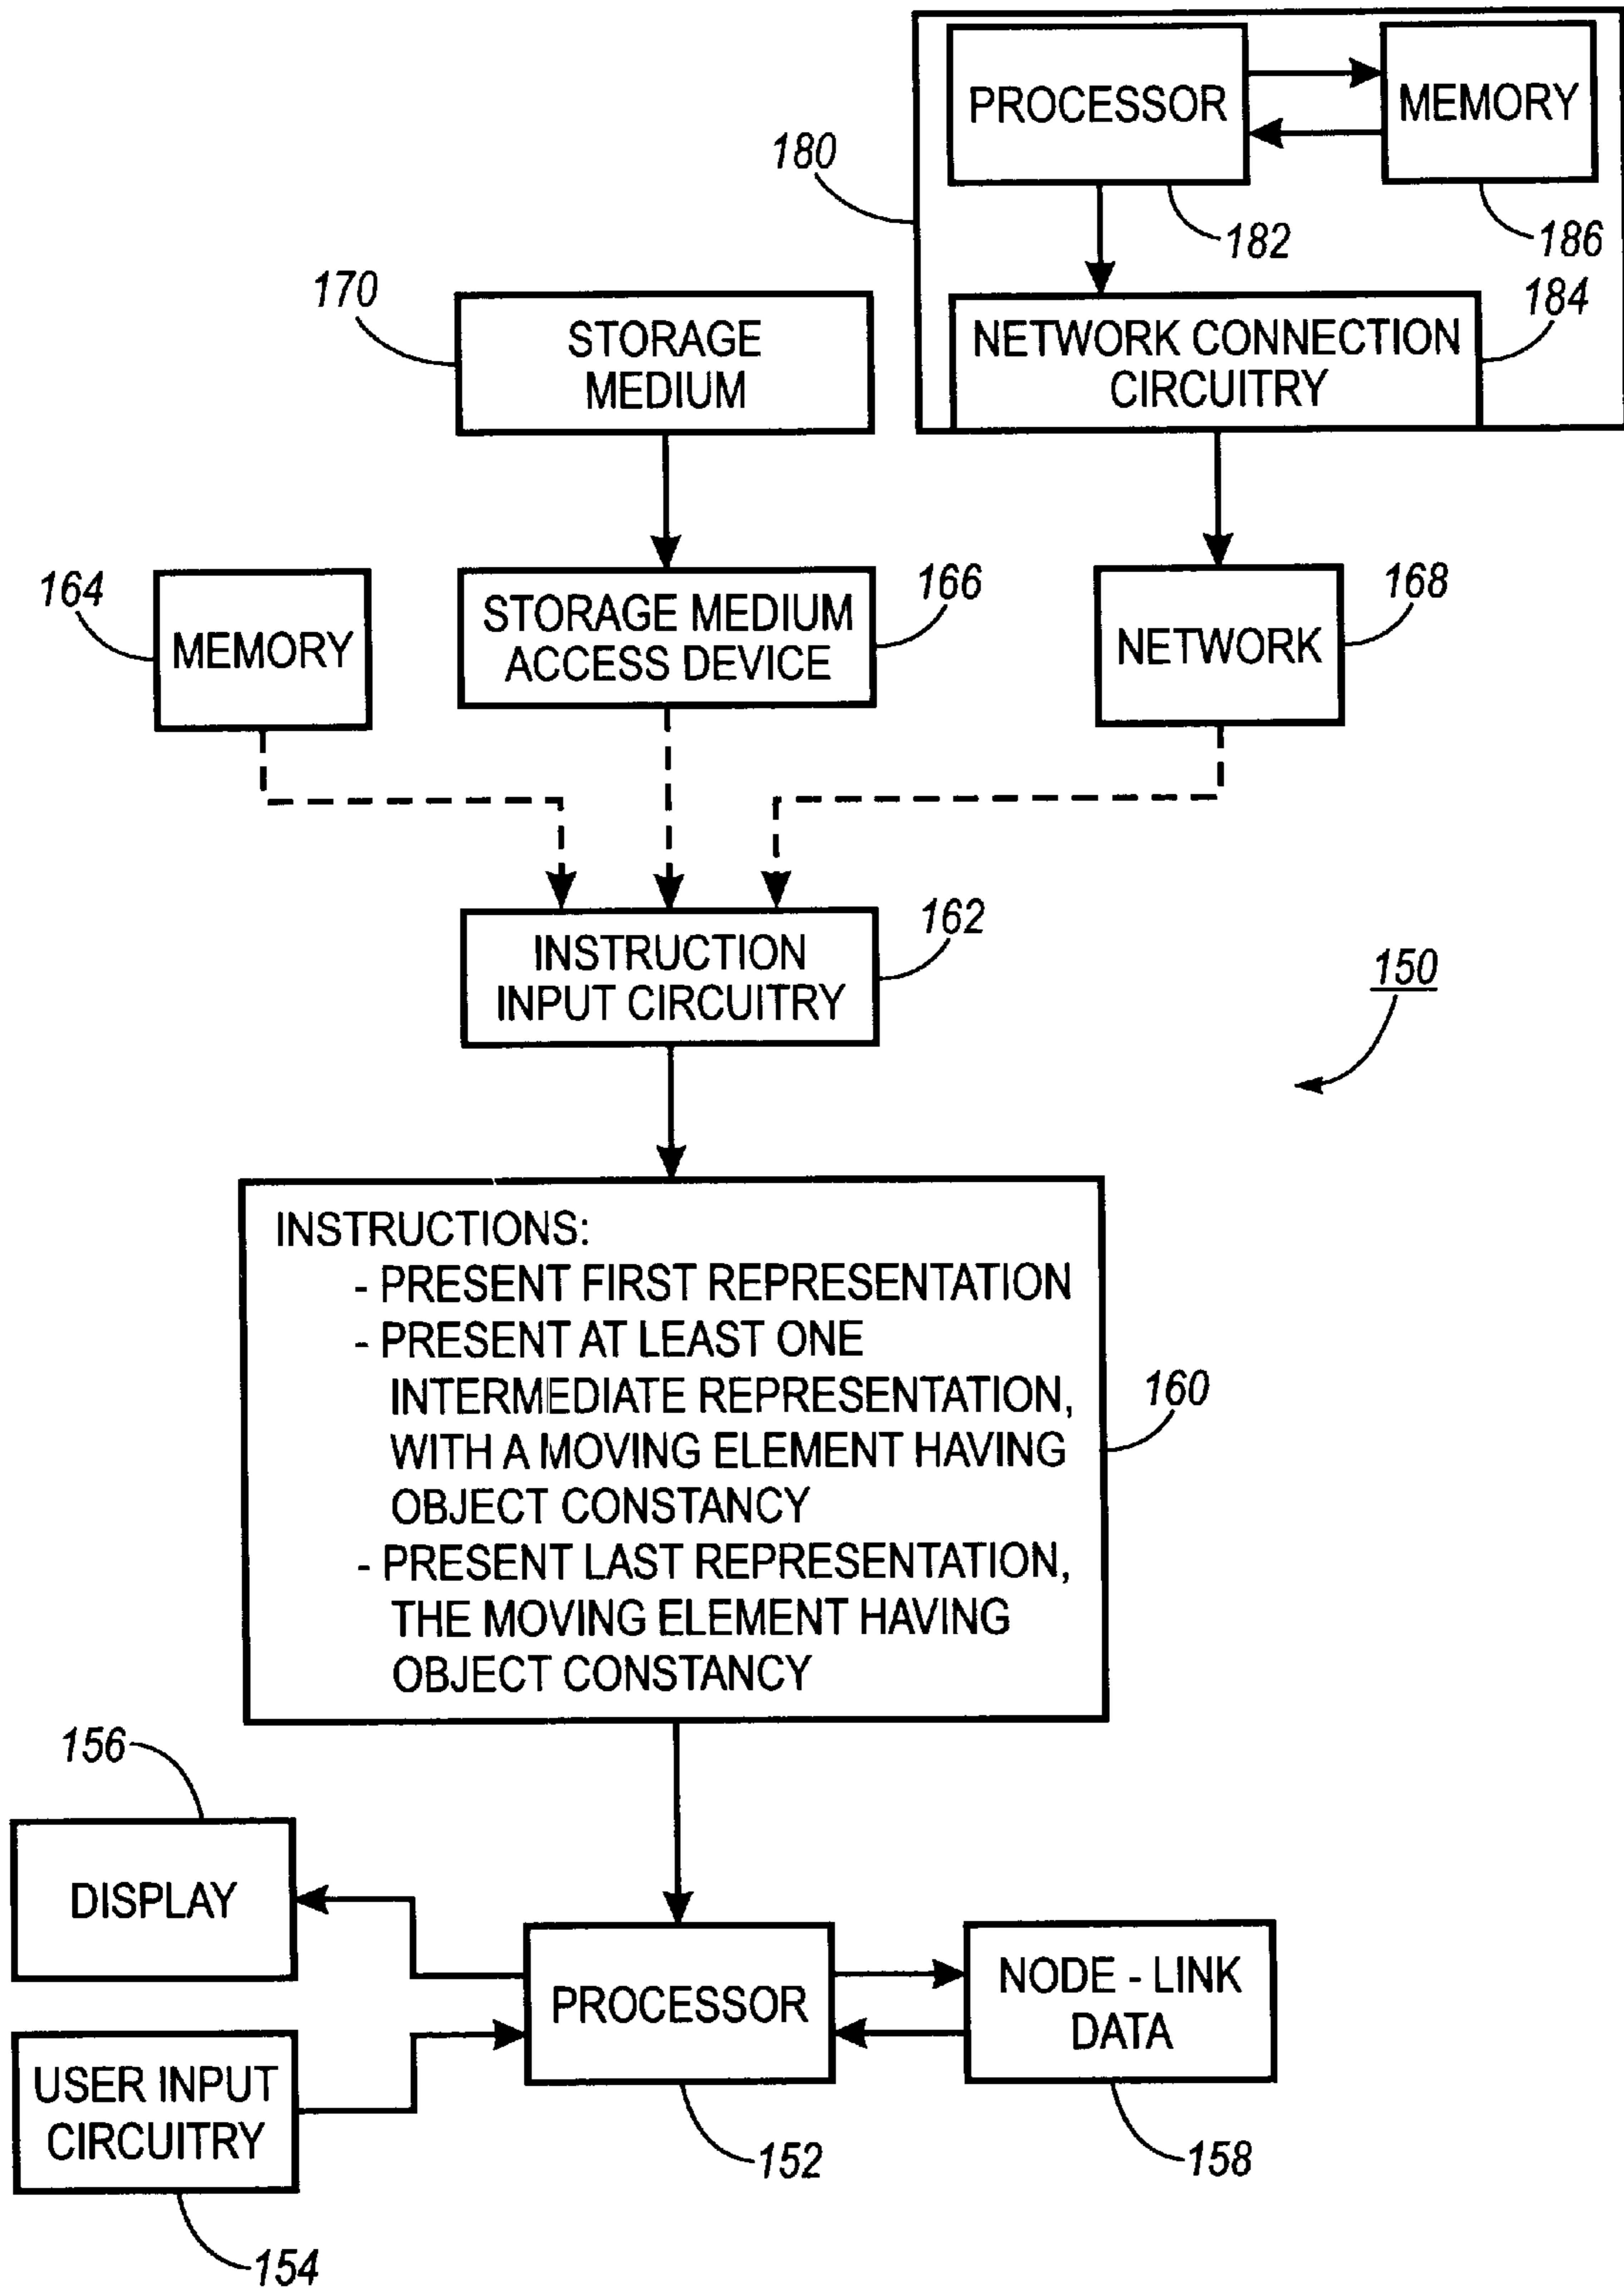 PROCESSOR
MEMORY
180
182
186
170
STORAGE
MEDIUM
184
NETWORK CONNECTION
CIRCUITRY
164
MEMORY
STORAGE MEDIUM
ACCESS DEVICE
166
NETWORK
168
INSTRUCTION
INPUT CIRCUITRY
162
150
INSTRUCTIONS:
- PRESENT FIRST REPRESENTATION
- PRESENT AT LEAST ONE
INTERMEDIATE REPRESENTATION,
WITH A MOVING ELEMENT HAVING
OBJECT CONSTANCY
- PRESENT LAST REPRESENTATION,
THE MOVING ELEMENT HAVING
OBJECT CONSTANCY
160
156
DISPLAY
PROCESSOR
NODE - LINK
DATA
USER INPUT
CIRCUITRY
152
158
154